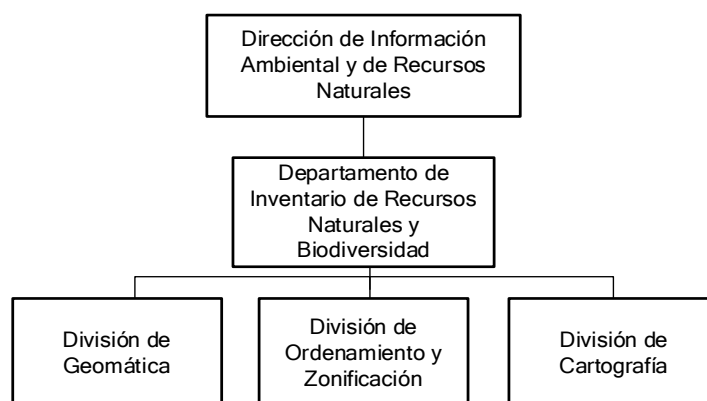 Dirección de Información
Ambiental y de Recursos
Naturales
Departamento de
Inventario de Recursos
Naturales y
Biodiversidad
División de
Geomática
División de
Ordenamiento y
Zonificación
División de
Cartografía